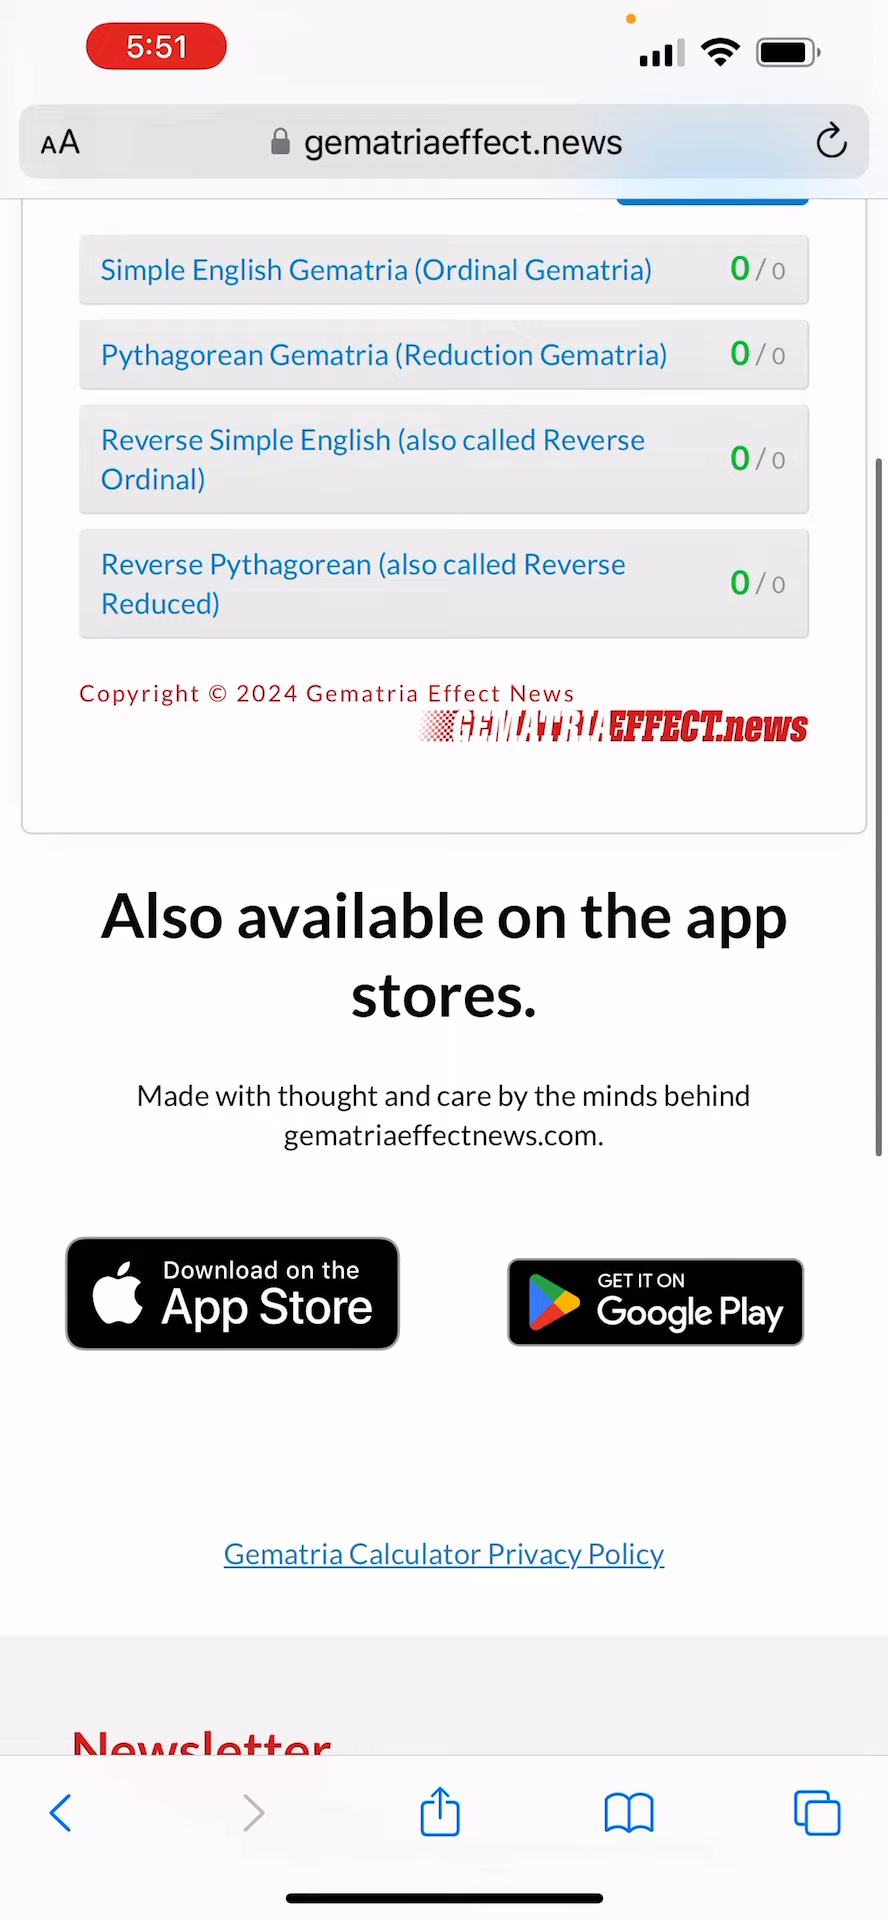 5:51
AA
gematriaeffect.news
Simple English Gematria (Ordinal Gematria) 0 / 0
Pythagorean Gematria (Reduction Gematria) 0 / 0
Reverse Simple English (also called Reverse
Ordinal)
0 / 0
Reverse Pythagorean (also called Reverse
Reduced)
0 / 0
Copyright © 2024 Gematria Effect News
GEMATRIAEFFECT.news
Also available on the app
stores.
Made with thought and care by the minds behind
gematriaeffectnews.com.
Download on the
App Store
GET IT ON
Google Play
Gematria Calculator Privacy Policy
Newsletter